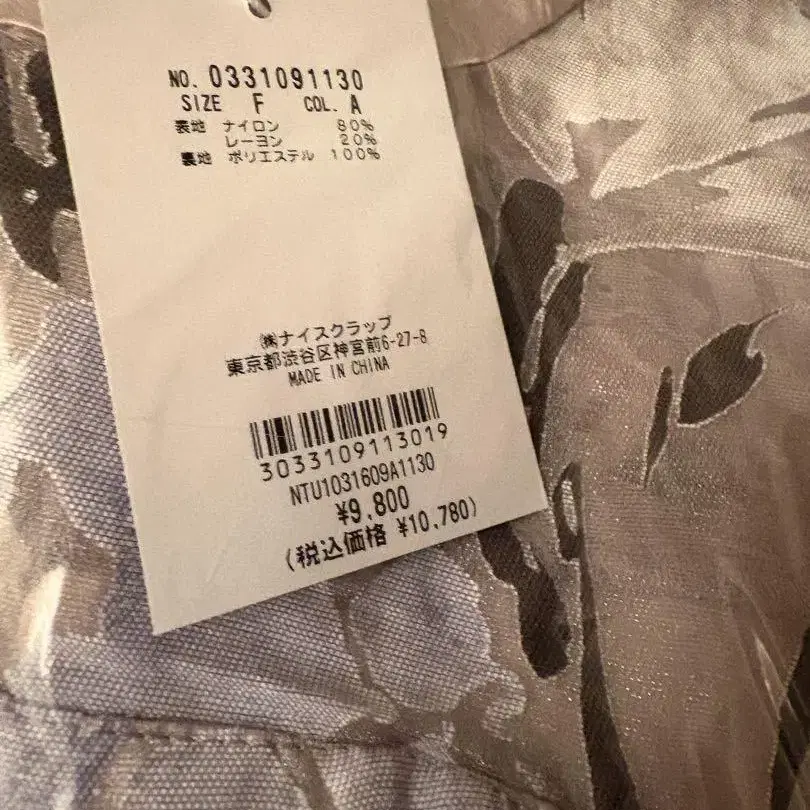 NO. 0331091130
SIZE F COL. A
表地 ナイロン 80%
レーヨン 20%
裏地 ポリエステル 100%
㈱ナイスクラップ
東京都渋谷区神宮前6-27-8
MADE IN CHINA
3033109113019
NTU1031609A1130
¥9,800
(税込価格 ¥10,780)